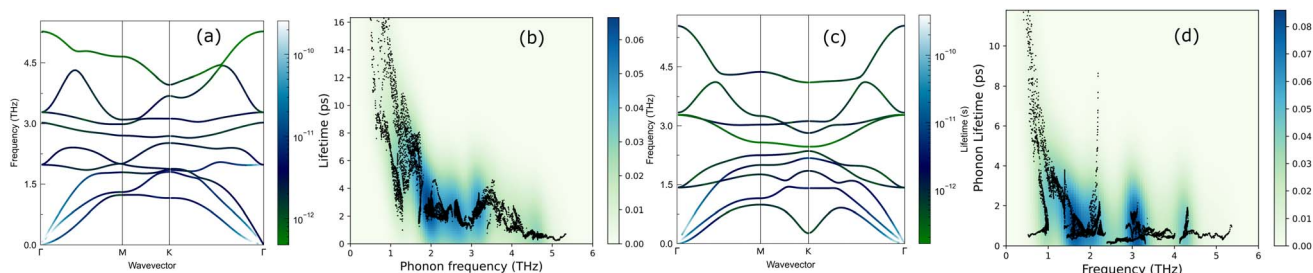 (a)
Frequency (THz)
4.5
3.0
1.5
0.0
Γ M K Γ
Wavevector
10⁻¹⁰
10⁻¹¹
10⁻¹²
(b)
Lifetime (ps)
16
14
12
10
8
6
4
2
0
0 1 2 3 4 5 6
Phonon frequency (THz)
0.06
0.05
0.04
0.03
0.02
0.01
0.00
(c)
Frequency (THz)
4.5
3.0
1.5
0.0
Γ M K Γ
Wavevector
Lifetime (s)
10⁻¹⁰
10⁻¹¹
10⁻¹²
(d)
Phonon Lifetime (ps)
10
8
6
4
2
0
0 1 2 3 4 5 6
Frequency (THz)
0.08
0.07
0.06
0.05
0.04
0.03
0.02
0.01
0.00